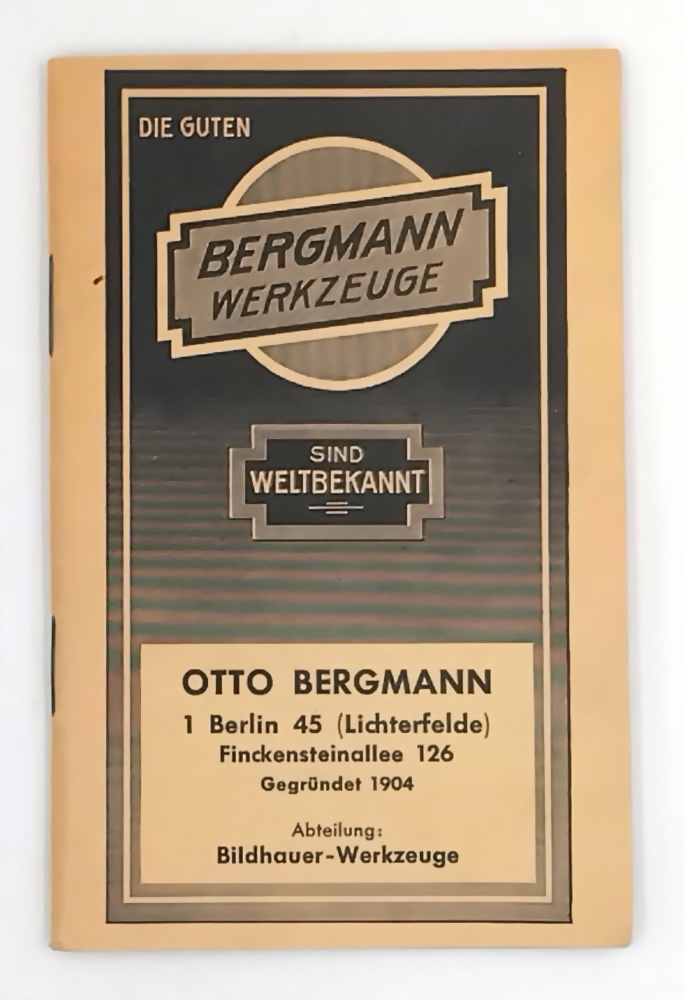 DIE GUTEN
BERGMANN
WERKZEUGE
SIND
WELTBEKANNT
OTTO BERGMANN
1 Berlin 45 (Lichterfelde)
Finckensteinallee 126
Gegründet 1904
Abteilung:
Bildhauer-Werkzeuge